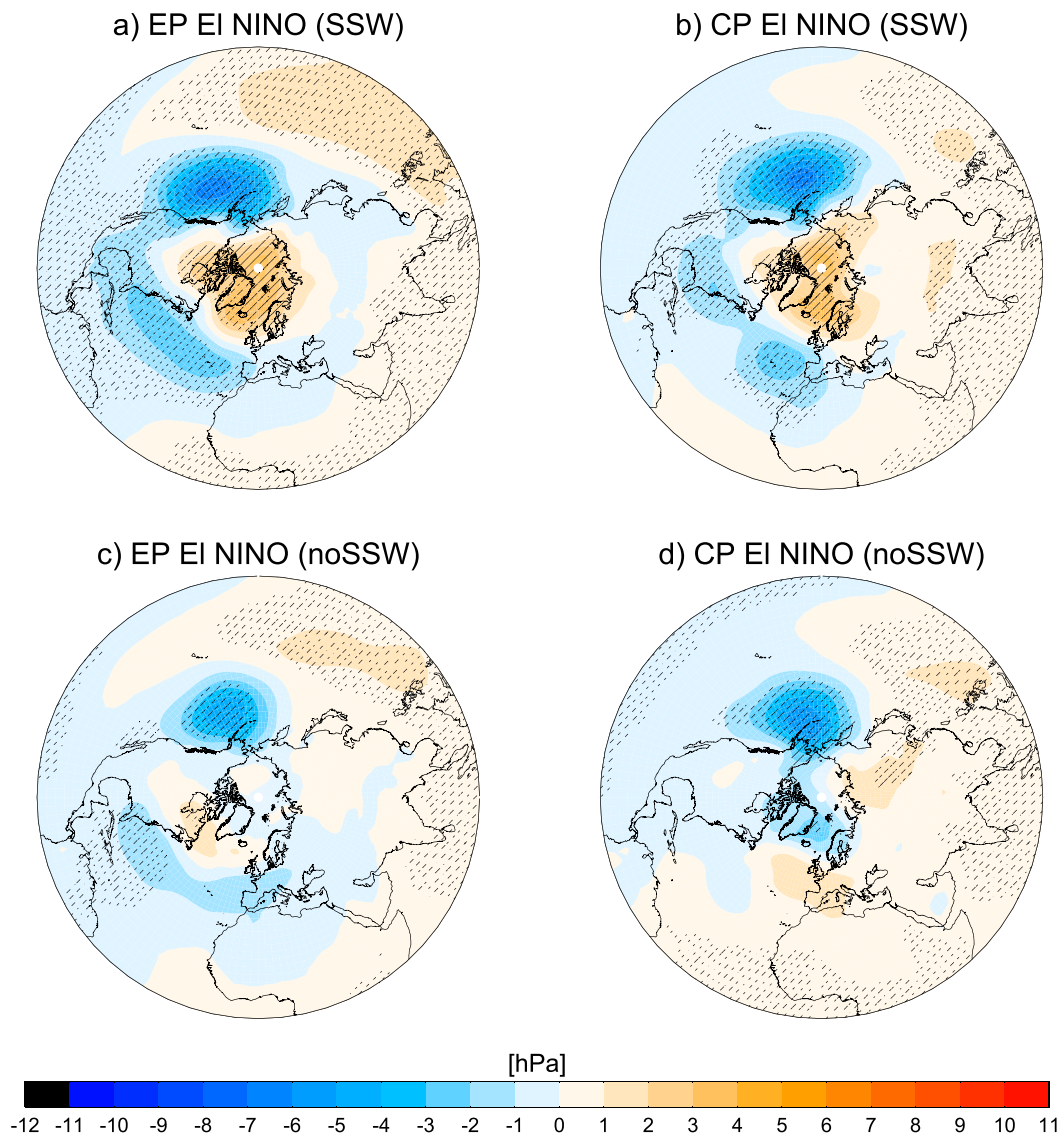 a) EP El NINO (SSW)
b) CP El NINO (SSW)
c) EP El NINO (noSSW)
d) CP El NINO (noSSW)
[hPa]
-12 -11 -10 -9 -8 -7 -6 -5 -4 -3 -2 -1 0 1 2 3 4 5 6 7 8 9 10 11